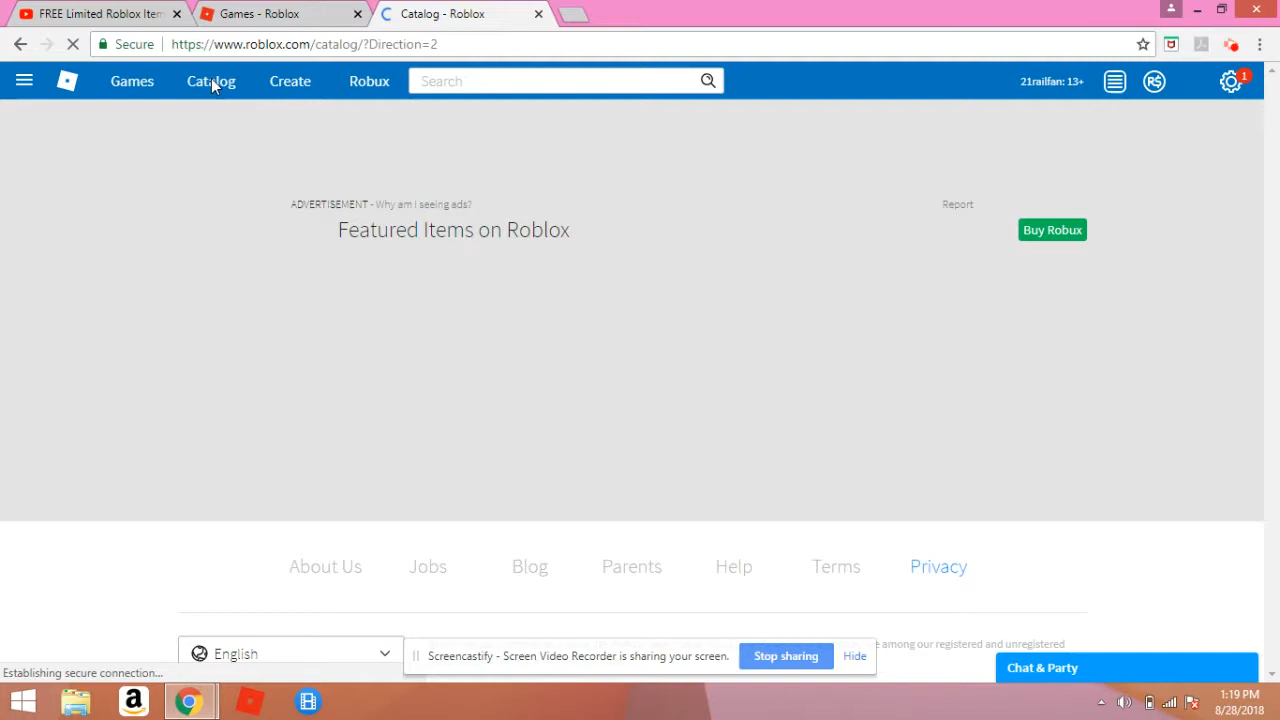 FREE Limited Roblox Item
Games - Roblox
Catalog - Roblox
Secure
https://www.roblox.com/catalog/?Direction=2
Games
Catalog
Create
Robux
Search
21railfan: 13+
R$
1
ADVERTISEMENT - Why am I seeing ads?
Report
Featured Items on Roblox
Buy Robux
About Us
Jobs
Blog
Parents
Help
Terms
Privacy
English
e among our registered and unregistered
Screencastify - Screen Video Recorder is sharing your screen.
Stop sharing
Hide
Establishing secure connection...
Chat & Party
1:19 PM
8/28/2018